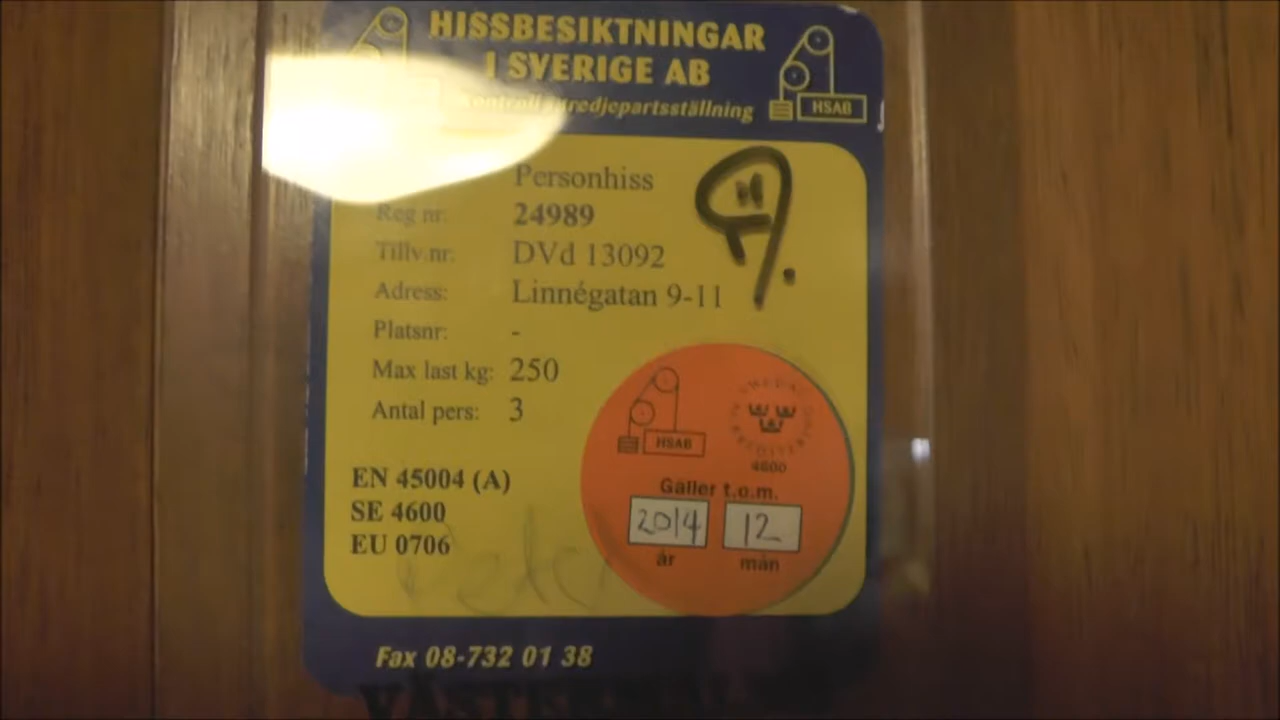 HISSBESIKTNINGAR
I SVERIGE AB
tredjepartsställning
HSAB
Personhiss
Reg nr: 24989
Tillv.nr: DVd 13092
Adress: Linnégatan 9-11
Platsnr: -
Max last kg: 250
Antal pers: 3
EN 45004 (A)
SE 4600
EU 0706
HSAB
4600
Gäller t.o.m.
2014 12
år mån
Fax 08-732 01 38